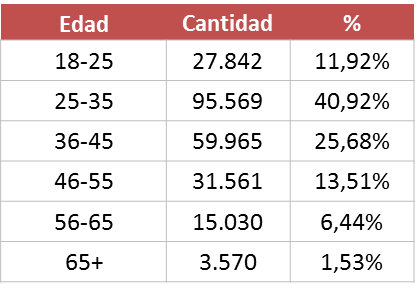 Edad Cantidad %
18-25 27.842 11,92%
25-35 95.569 40,92%
36-45 59.965 25,68%
46-55 31.561 13,51%
56-65 15.030 6,44%
65+ 3.570 1,53%